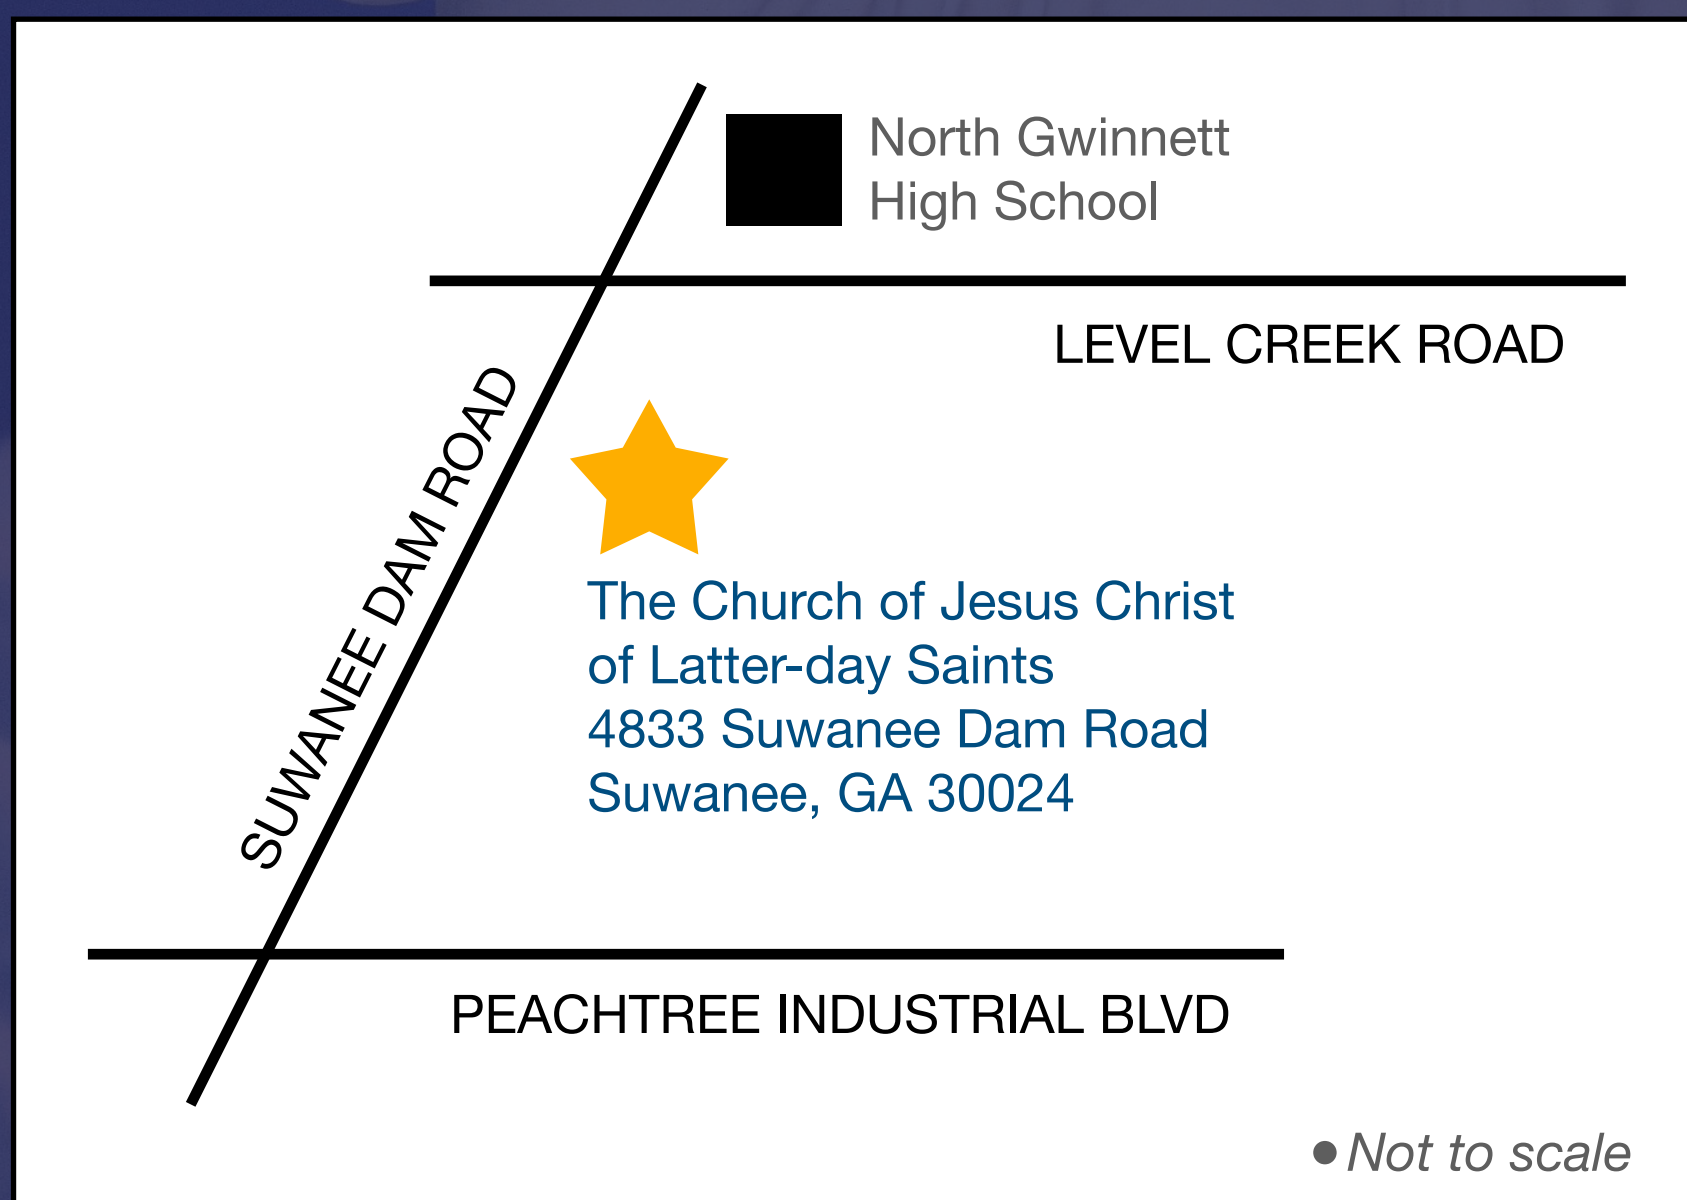 North Gwinnett
High School
LEVEL CREEK ROAD
SUWANEE DAM ROAD
The Church of Jesus Christ
of Latter-day Saints
4833 Suwanee Dam Road
Suwanee, GA 30024
PEACHTREE INDUSTRIAL BLVD
•Not to scale